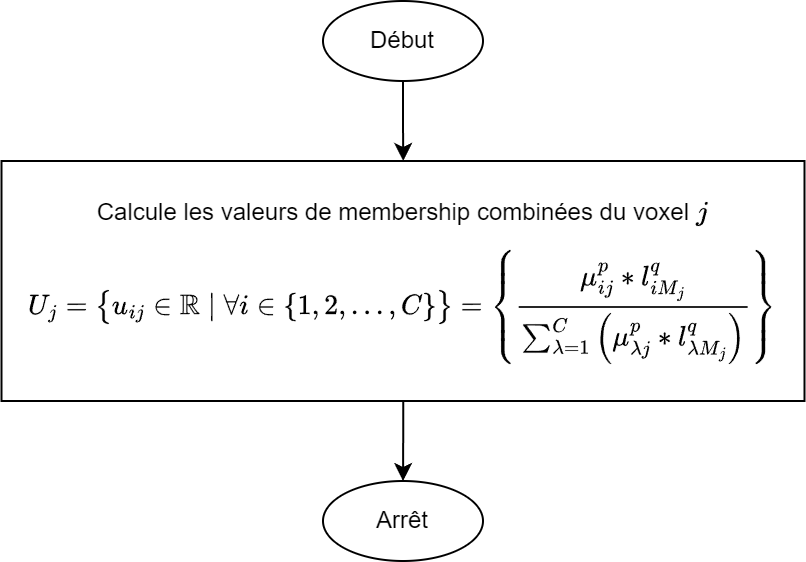 Début
Calcule les valeurs de membership combinées du voxel $j$
$U_j = \{u_{ij} \in \mathbb{R} \mid \forall i \in \{1, 2, \ldots, C\}\} = \left\{ \frac{\mu_{ij}^p * l_{iM_j}^q}{\sum_{\lambda=1}^{C} \left( \mu_{\lambda j}^p * l_{\lambda M_j}^q \right)} \right\}$
Arrêt